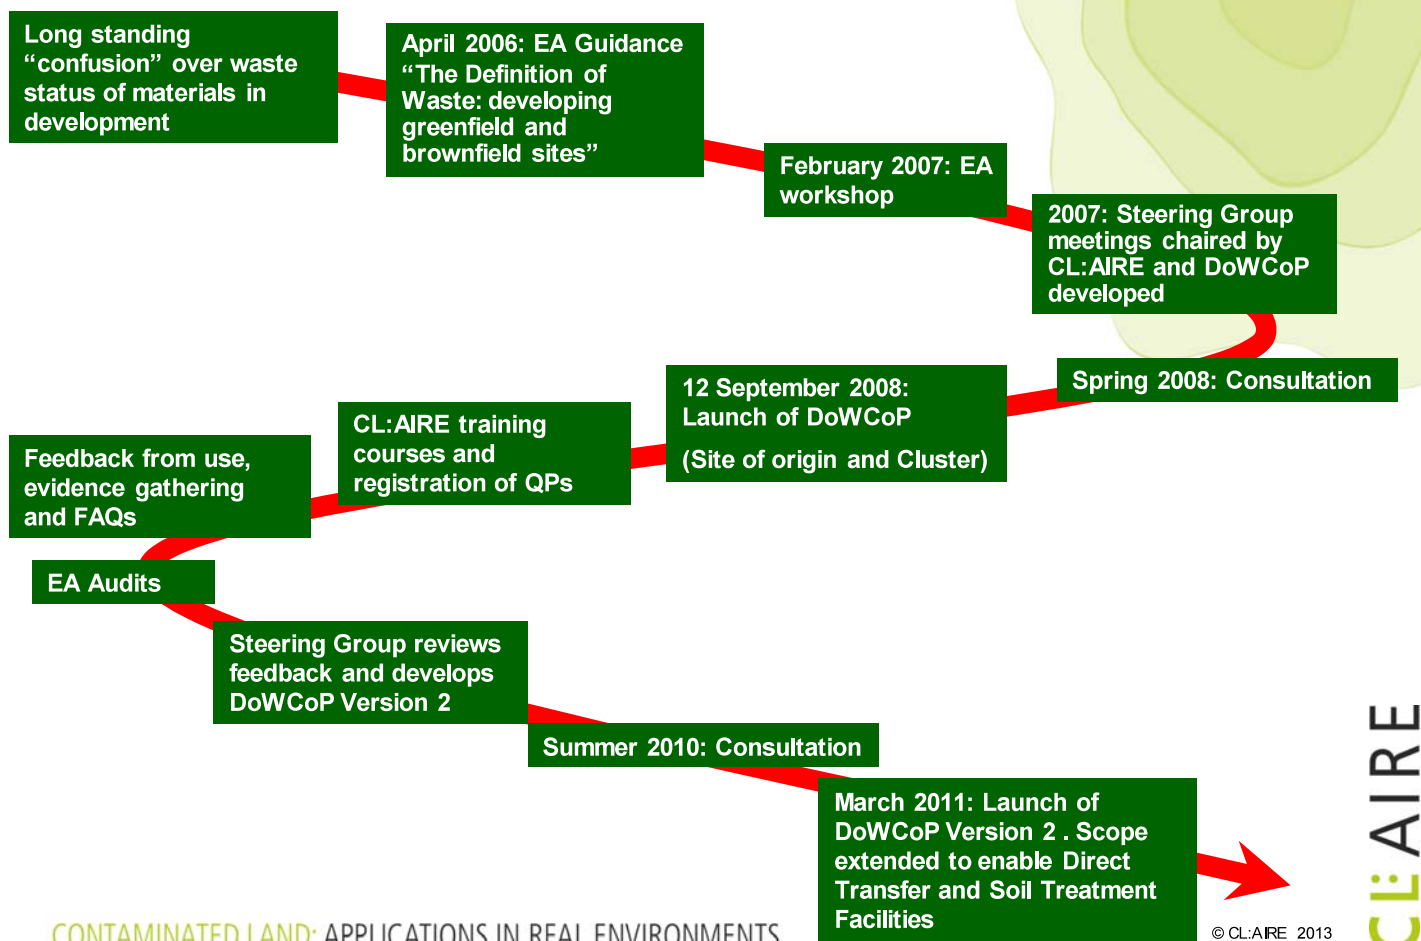 Long standing
“confusion” over waste
status of materials in
development
April 2006: EA Guidance
“The Definition of
Waste: developing
greenfield and
brownfield sites”
February 2007: EA
workshop
2007: Steering Group
meetings chaired by
CL:AIRE and DoWCoP
developed
Spring 2008: Consultation
12 September 2008:
Launch of DoWCoP
(Site of origin and Cluster)
CL:AIRE training
courses and
registration of QPs
Feedback from use,
evidence gathering
and FAQs
EA Audits
Steering Group reviews
feedback and develops
DoWCoP Version 2
Summer 2010: Consultation
March 2011: Launch of
DoWCoP Version 2 . Scope
extended to enable Direct
Transfer and Soil Treatment
Facilities
CONTAMINATED LAND: APPLICATIONS IN REAL ENVIRONMENTS
© CL:AIRE 2013
CL:AIRE